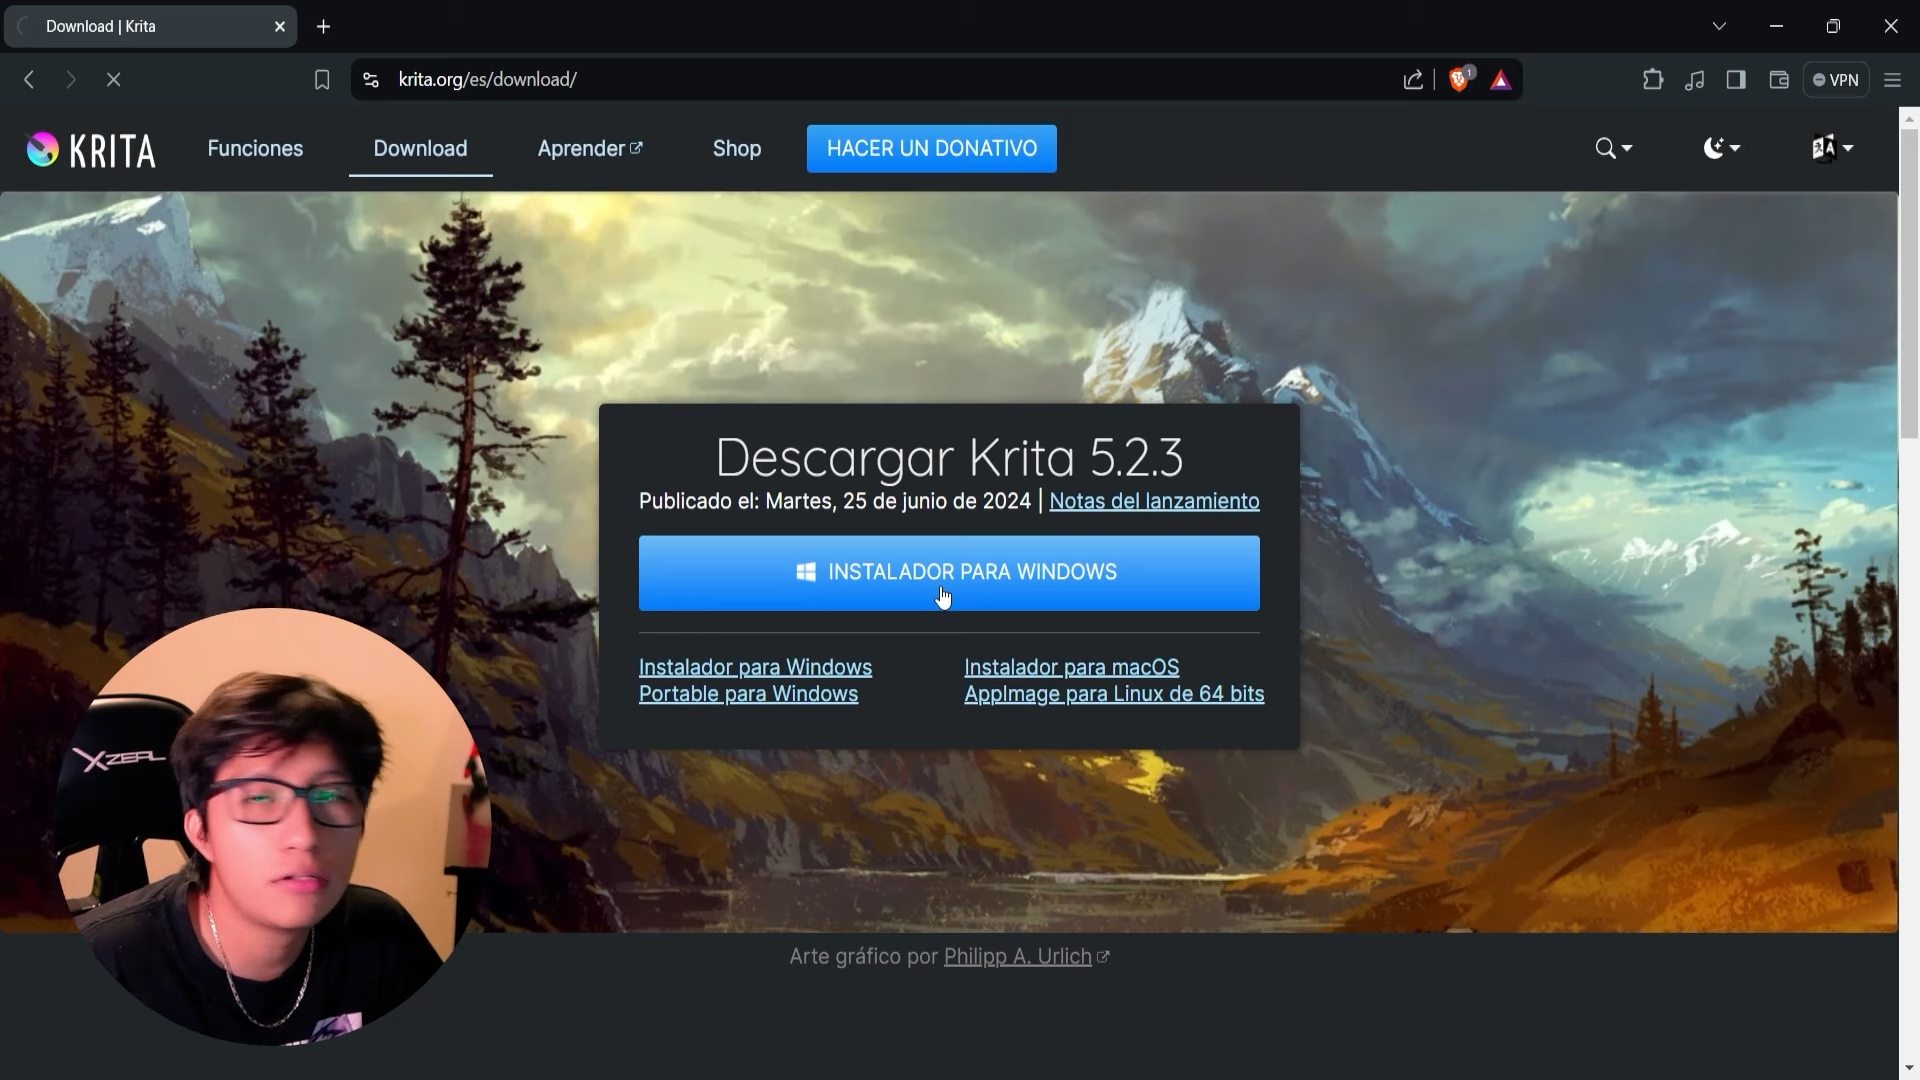 Download | Krita
krita.org/es/download/
1
VPN
KRITA
Funciones
Download
Aprender
Shop
HACER UN DONATIVO
Descargar Krita 5.2.3
Publicado el: Martes, 25 de junio de 2024 | Notas del lanzamiento
INSTALADOR PARA WINDOWS
Instalador para Windows
Instalador para macOS
Portable para Windows
AppImage para Linux de 64 bits
XZEAL
Arte gráfico por Philipp A. Urlich